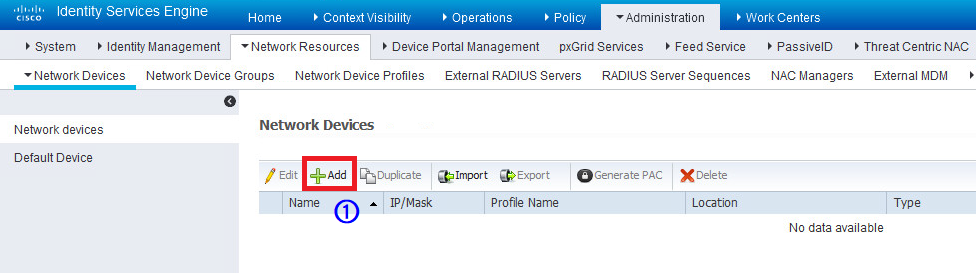 cisco Identity Services Engine Home Context Visibility Operations Policy Administration Work Centers
System Identity Management Network Resources Device Portal Management pxGrid Services Feed Service PassiveID Threat Centric NAC
Network Devices Network Device Groups Network Device Profiles External RADIUS Servers RADIUS Server Sequences NAC Managers External MDM
Network devices
Default Device
Network Devices
Edit Add Duplicate Import Export Generate PAC Delete
Name IP/Mask Profile Name Location Type
1
No data available